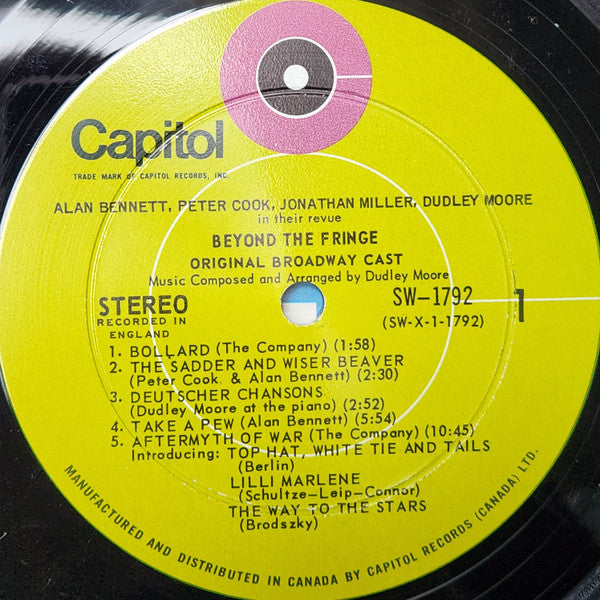 Capitol
TRADE MARK OF CAPITOL RECORDS, INC.
ALAN BENNETT, PETER COOK, JONATHAN MILLER, DUDLEY MOORE
in their revue
BEYOND THE FRINGE
ORIGINAL BROADWAY CAST
Music Composed and Arranged by Dudley Moore
STEREO
RECORDED IN
ENGLAND
SW-1792
(SW-X-1-1792)
1
1. BOLLARD (The Company) (1:58)
2. THE SADDER AND WISER BEAVER
(Peter Cook & Alan Bennett) (2:30)
3. DEUTSCHER CHANSONS
(Dudley Moore at the piano) (2:52)
4. TAKE A PEW (Alan Bennett) (5:54)
5. AFTERMYTH OF WAR (The Company) (10:45)
Introducing: TOP HAT, WHITE TIE AND TAILS
(Berlin)
LILLI MARLENE
(Schultze-Leip-Connor)
THE WAY TO THE STARS
(Brodszky)
MANUFACTURED AND DISTRIBUTED IN CANADA BY CAPITOL RECORDS (CANADA) LTD.